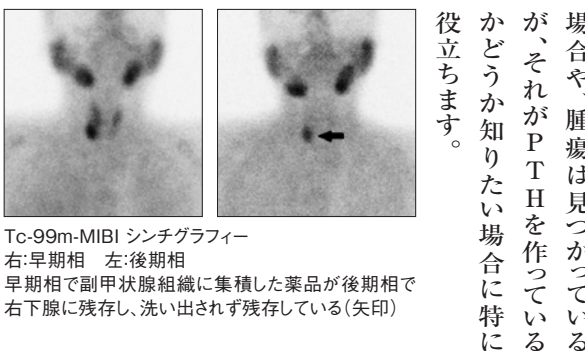 場合や、腫瘍は見つかっている
が、それがPTHを作っている
かどうか知りたい場合に特に
役立ちます。
Tc-99m-MIBI シンチグラフィー
右:早期相　左:後期相
早期相で副甲状腺組織に集積した薬品が後期相で
右下腺に残存し、洗い出されず残存している(矢印)